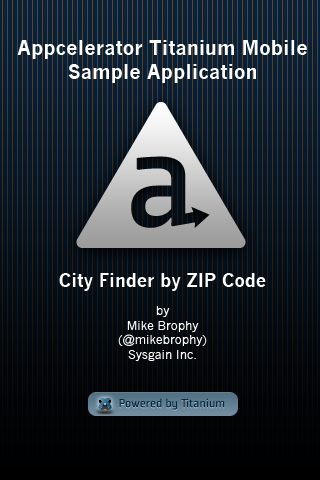 Appcelerator Titanium Mobile
Sample Application
a
City Finder by ZIP Code
by
Mike Brophy
(@mikebrophy)
Sysgain Inc.
Powered by Titanium